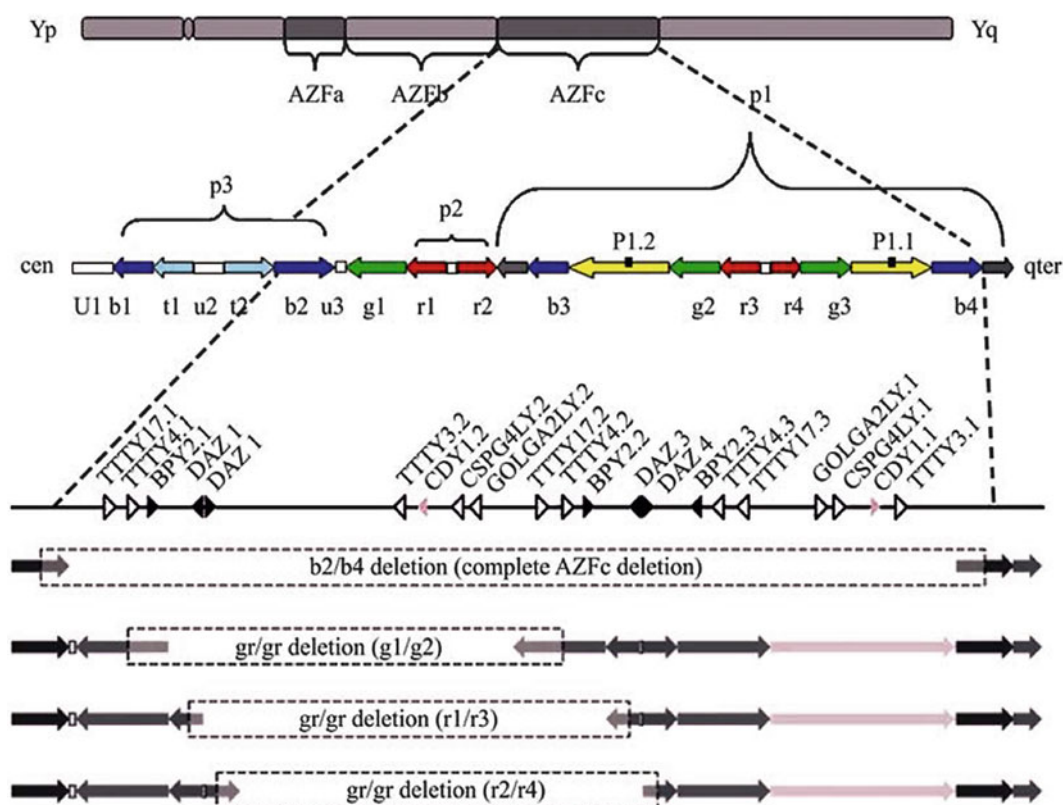 Yp Yq
AZFa AZFb AZFc p1
p3
p2 P1.2 P1.1
cen qter
U1 b1 t1 u2 t2 b2 u3 g1 r1 r2 b3 g2 r3 r4 g3 b4
TTTY17.1 TTTY4.1 BPY2.1 DAZ.1 DAZ 1 TTTY3.2 CDY1.2 CSPG4LY.2 GOLGA2LY.2 TTTY17.2 TTTY4.2 BPY2.2 DAZ.3 DAZ.4 BPY2.3 TTTY4.3 TTTY17.3 GOLGA2LY.1 CSPG4LY.1 CDY1.1 TTTY3.1
b2/b4 deletion (complete AZFc deletion)
gr/gr deletion (g1/g2)
gr/gr deletion (r1/r3)
gr/gr deletion (r2/r4)